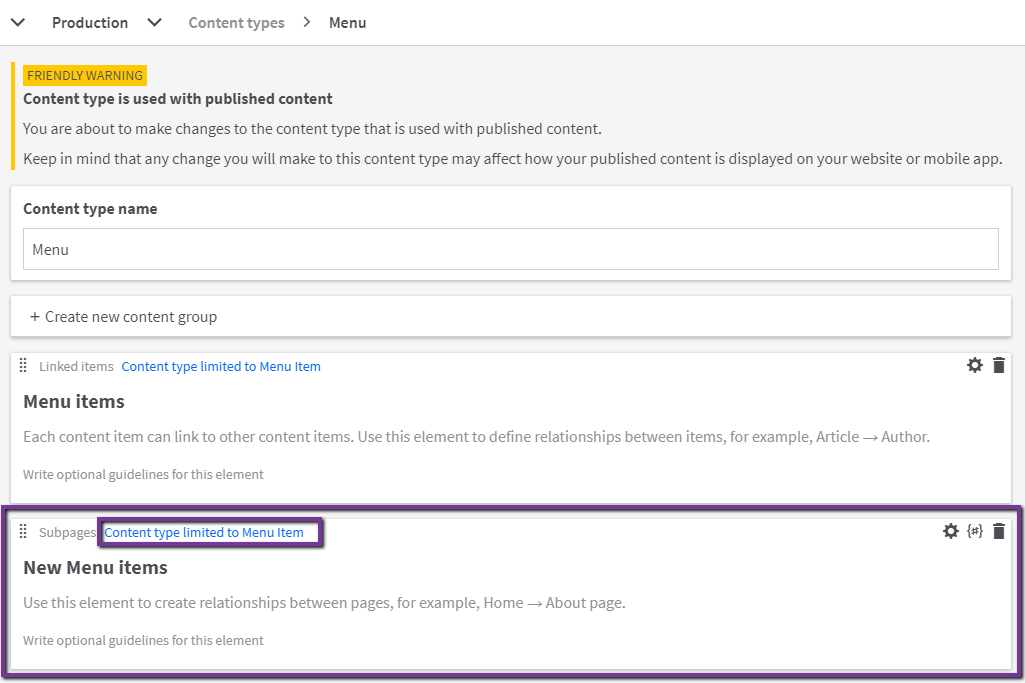 Production Content types > Menu
FRIENDLY WARNING
Content type is used with published content
You are about to make changes to the content type that is used with published content.
Keep in mind that any change you will make to this content type may affect how your published content is displayed on your website or mobile app.
Content type name
Menu
+ Create new content group
Linked items Content type limited to Menu Item
Menu items
Each content item can link to other content items. Use this element to define relationships between items, for example, Article → Author.
Write optional guidelines for this element
Subpages Content type limited to Menu Item {#}
New Menu items
Use this element to create relationships between pages, for example, Home → About page.
Write optional guidelines for this element